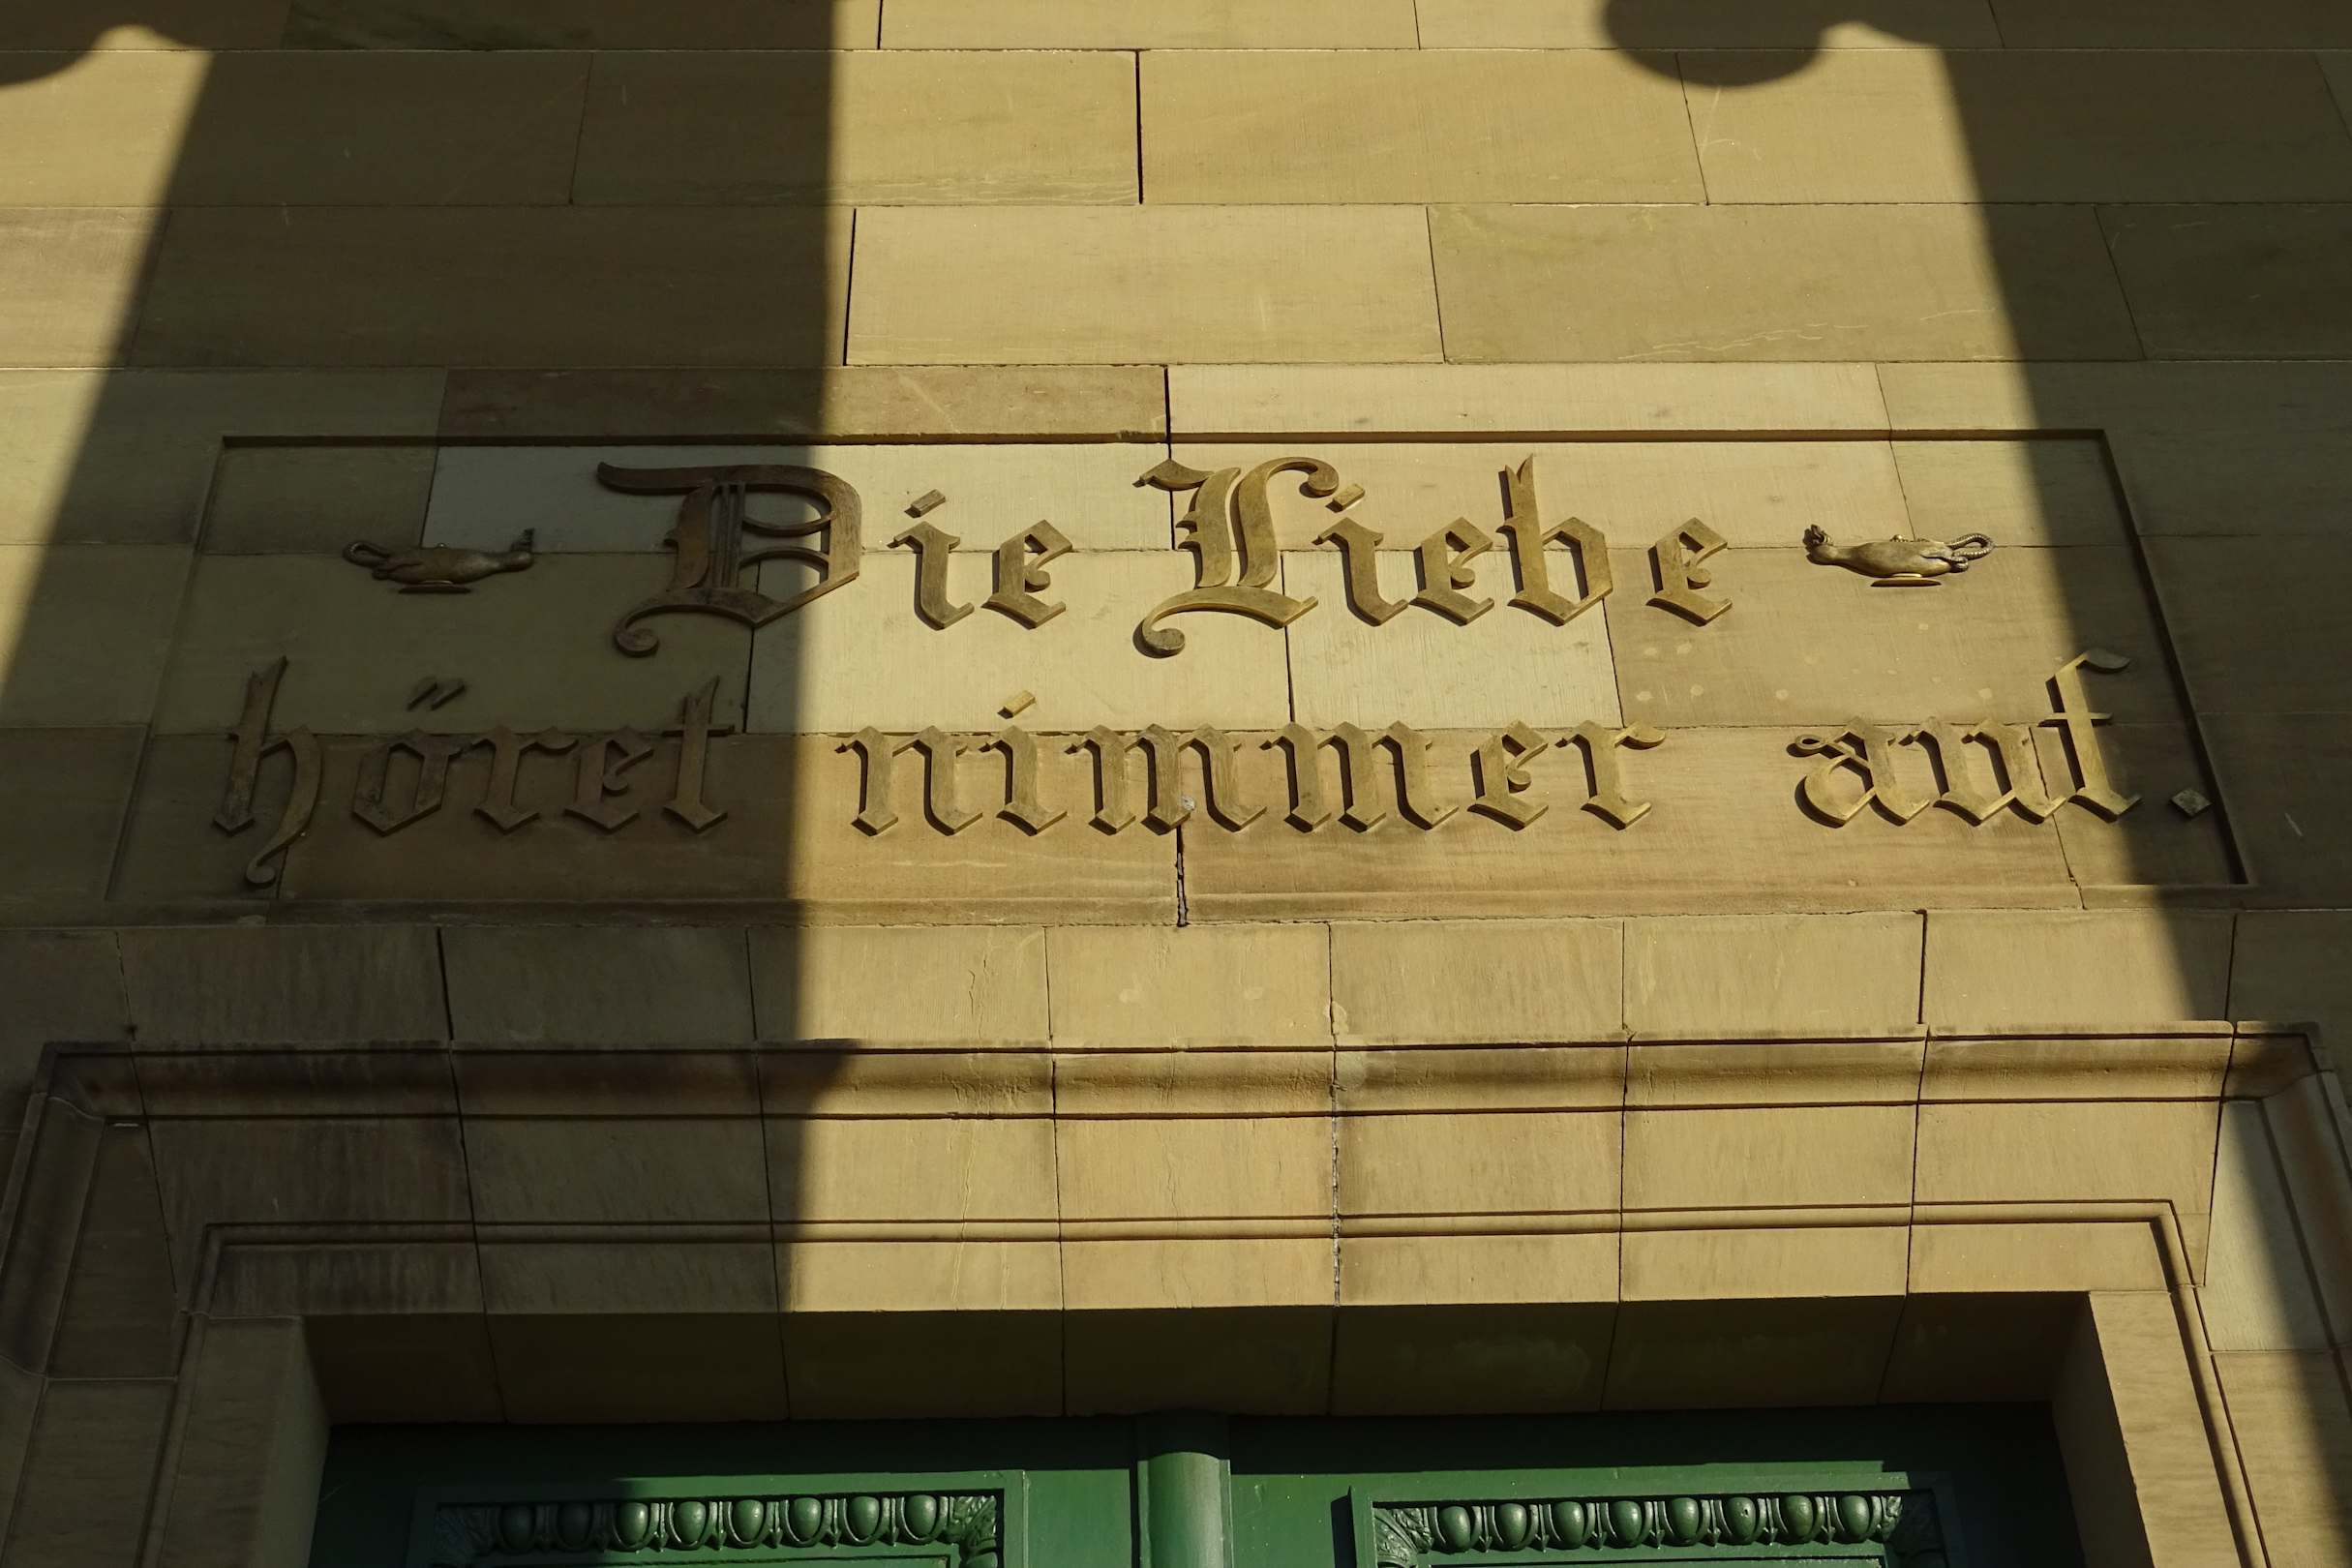 Die Liebe
höret nimmer auf.